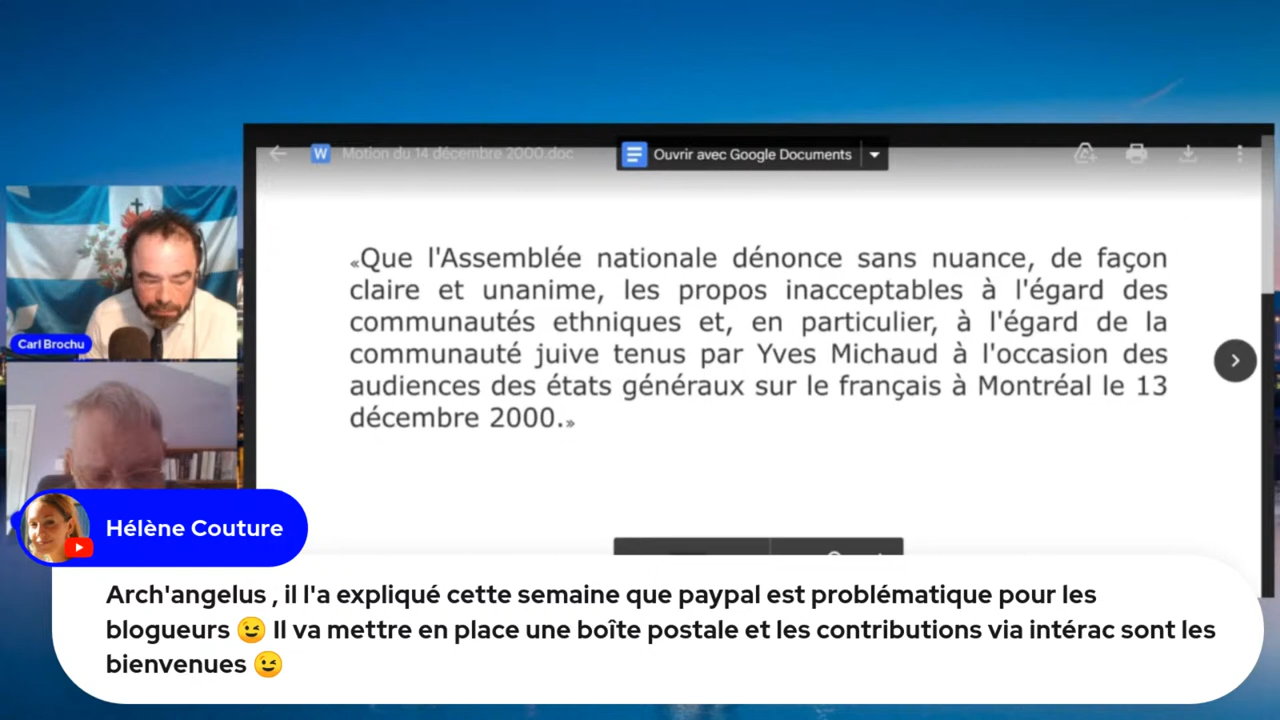 W Motion du 14 décembre 2000.doc
Ouvrir avec Google Documents
«Que l'Assemblée nationale dénonce sans nuance, de façon
claire et unanime, les propos inacceptables à l'égard des
communautés ethniques et, en particulier, à l'égard de la
communauté juive tenus par Yves Michaud à l'occasion des
audiences des états généraux sur le français à Montréal le 13
décembre 2000.»
Carl Brochu
Hélène Couture
Arch'angelus , il l'a expliqué cette semaine que paypal est problématique pour les
blogueurs 😉 Il va mettre en place une boîte postale et les contributions via intérac sont les
bienvenues 😉